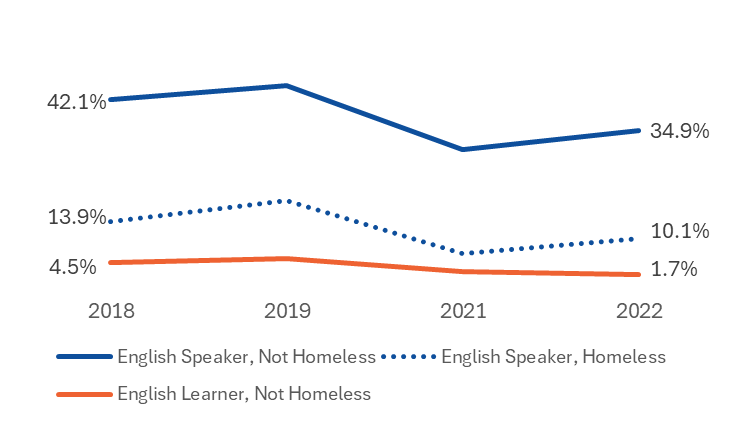 42.1%
34.9%
13.9%
10.1%
4.5%
1.7%
2018 2019 2021 2022
English Speaker, Not Homeless English Speaker, Homeless
English Learner, Not Homeless